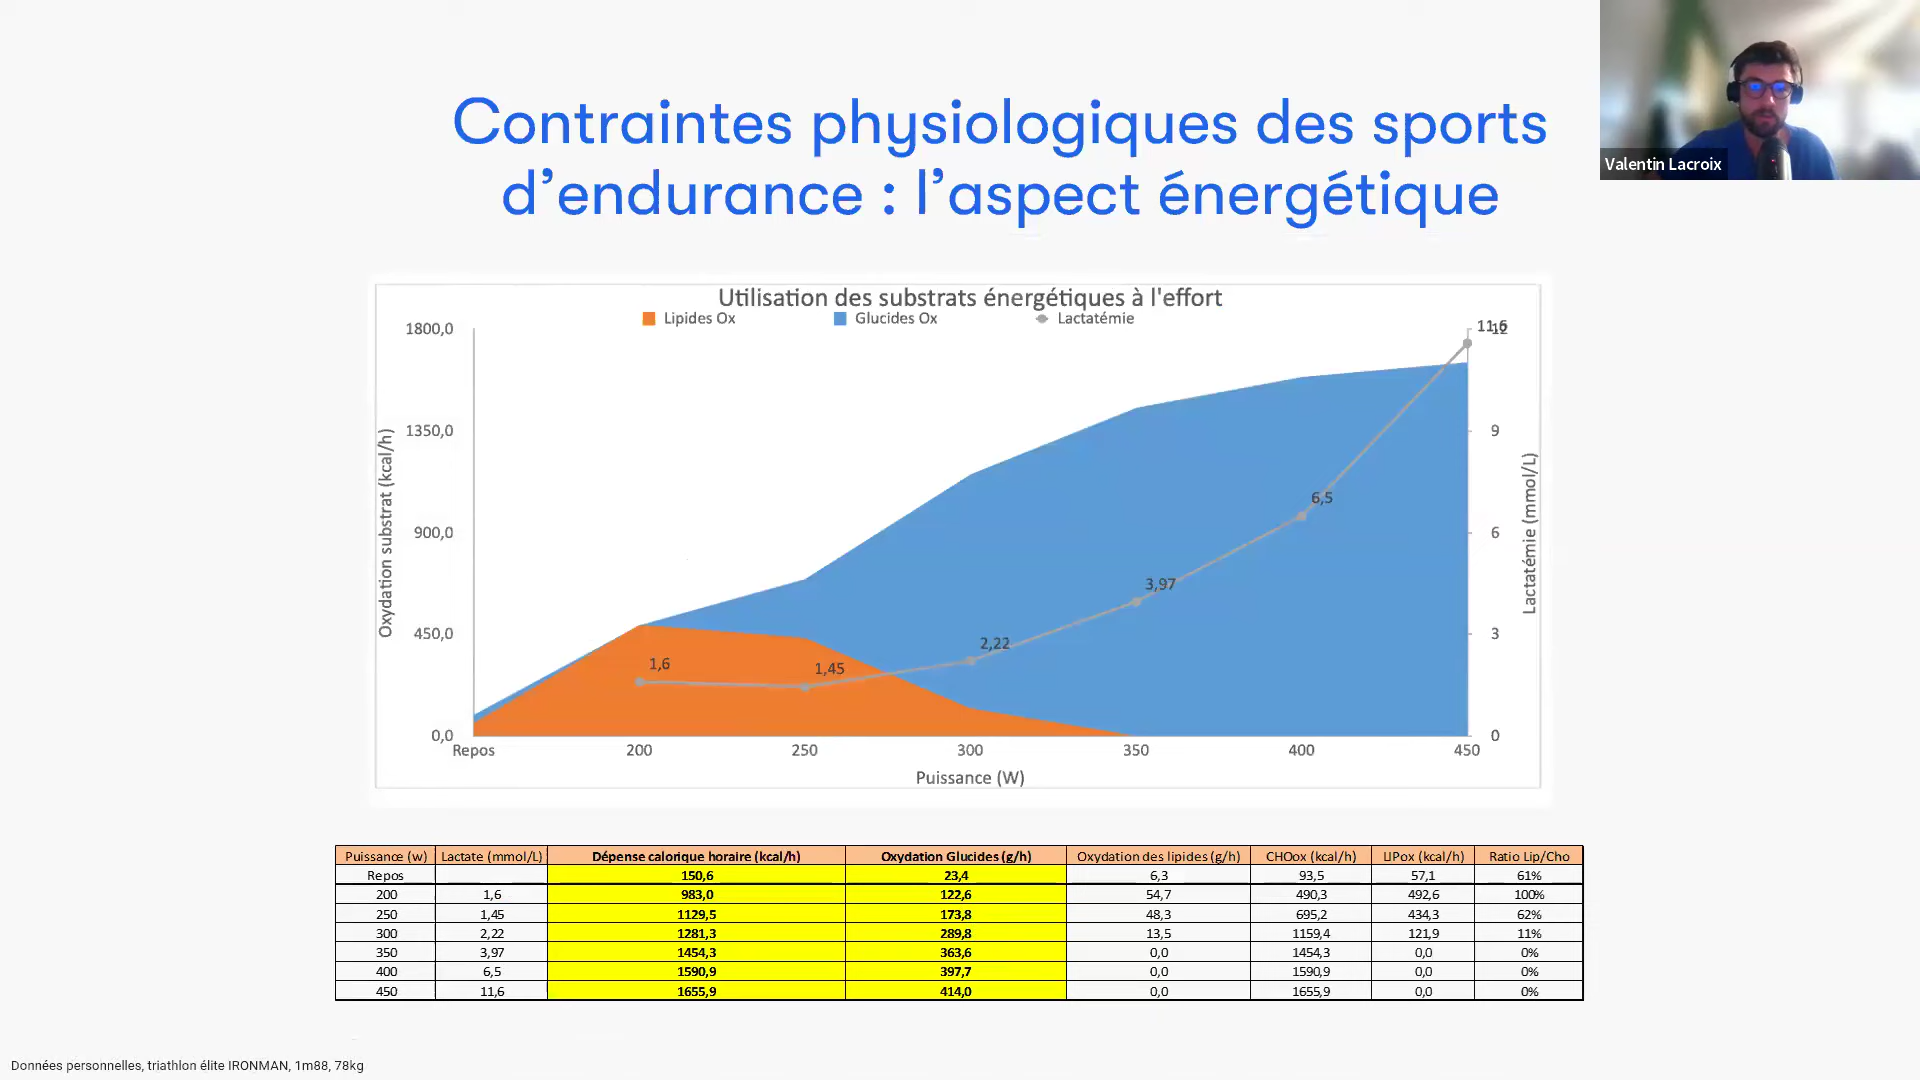 Contraintes physiologiques des sports
d’endurance : l’aspect énergétique
Valentin Lacroix
Utilisation des substrats énergétiques à l'effort
Lipides Ox Glucides Ox Lactatémie
Oxydation substrat (kcal/h)
1800,0
1350,0
900,0
450,0
0,0
1,6
1,45
2,22
3,97
6,5
11,6
12
9
6
3
0
Lactatémie (mmol/L)
Repos 200 250 300 350 400 450
Puissance (W)
Puissance (w) Lactate (mmol/L) Dépense calorique horaire (kcal/h) Oxydation Glucides (g/h) Oxydation des lipides (g/h) CHOox (kcal/h) LIPox (kcal/h) Ratio Lip/Cho
Repos 150,6 23,4 6,3 93,5 57,1 61%
200 1,6 983,0 122,6 54,7 490,3 492,6 100%
250 1,45 1129,5 173,8 48,3 695,2 434,3 62%
300 2,22 1281,3 289,8 13,5 1159,4 121,9 11%
350 3,97 1454,3 363,6 0,0 1454,3 0,0 0%
400 6,5 1590,9 397,7 0,0 1590,9 0,0 0%
450 11,6 1655,9 414,0 0,0 1655,9 0,0 0%
Données personnelles, triathlon élite IRONMAN, 1m88, 78kg